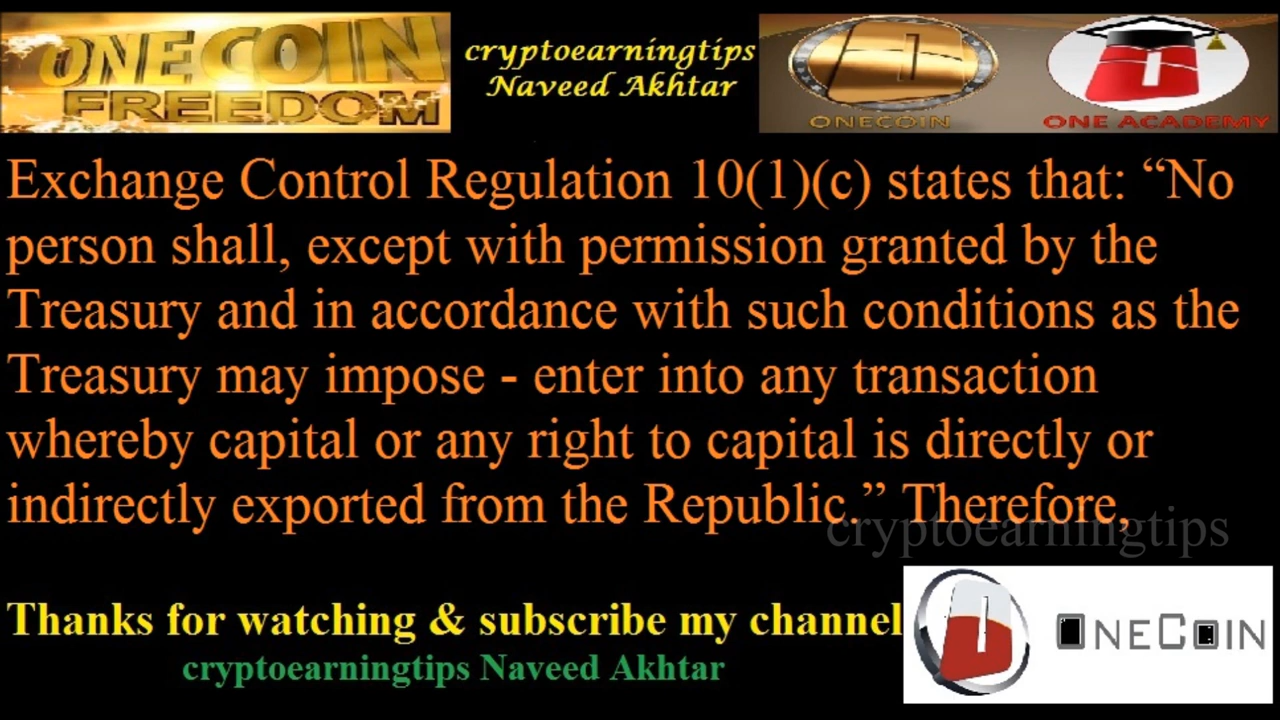 ONE COIN
FREEDOM
cryptoearningtips
Naveed Akhtar
ONECOIN
ONE ACADEMY
Exchange Control Regulation 10(1)(c) states that: “No
person shall, except with permission granted by the
Treasury and in accordance with such conditions as the
Treasury may impose - enter into any transaction
whereby capital or any right to capital is directly or
indirectly exported from the Republic.” Therefore,
cryptoearningtips
Thanks for watching & subscribe my channel
cryptoearningtips Naveed Akhtar
ONECOIN